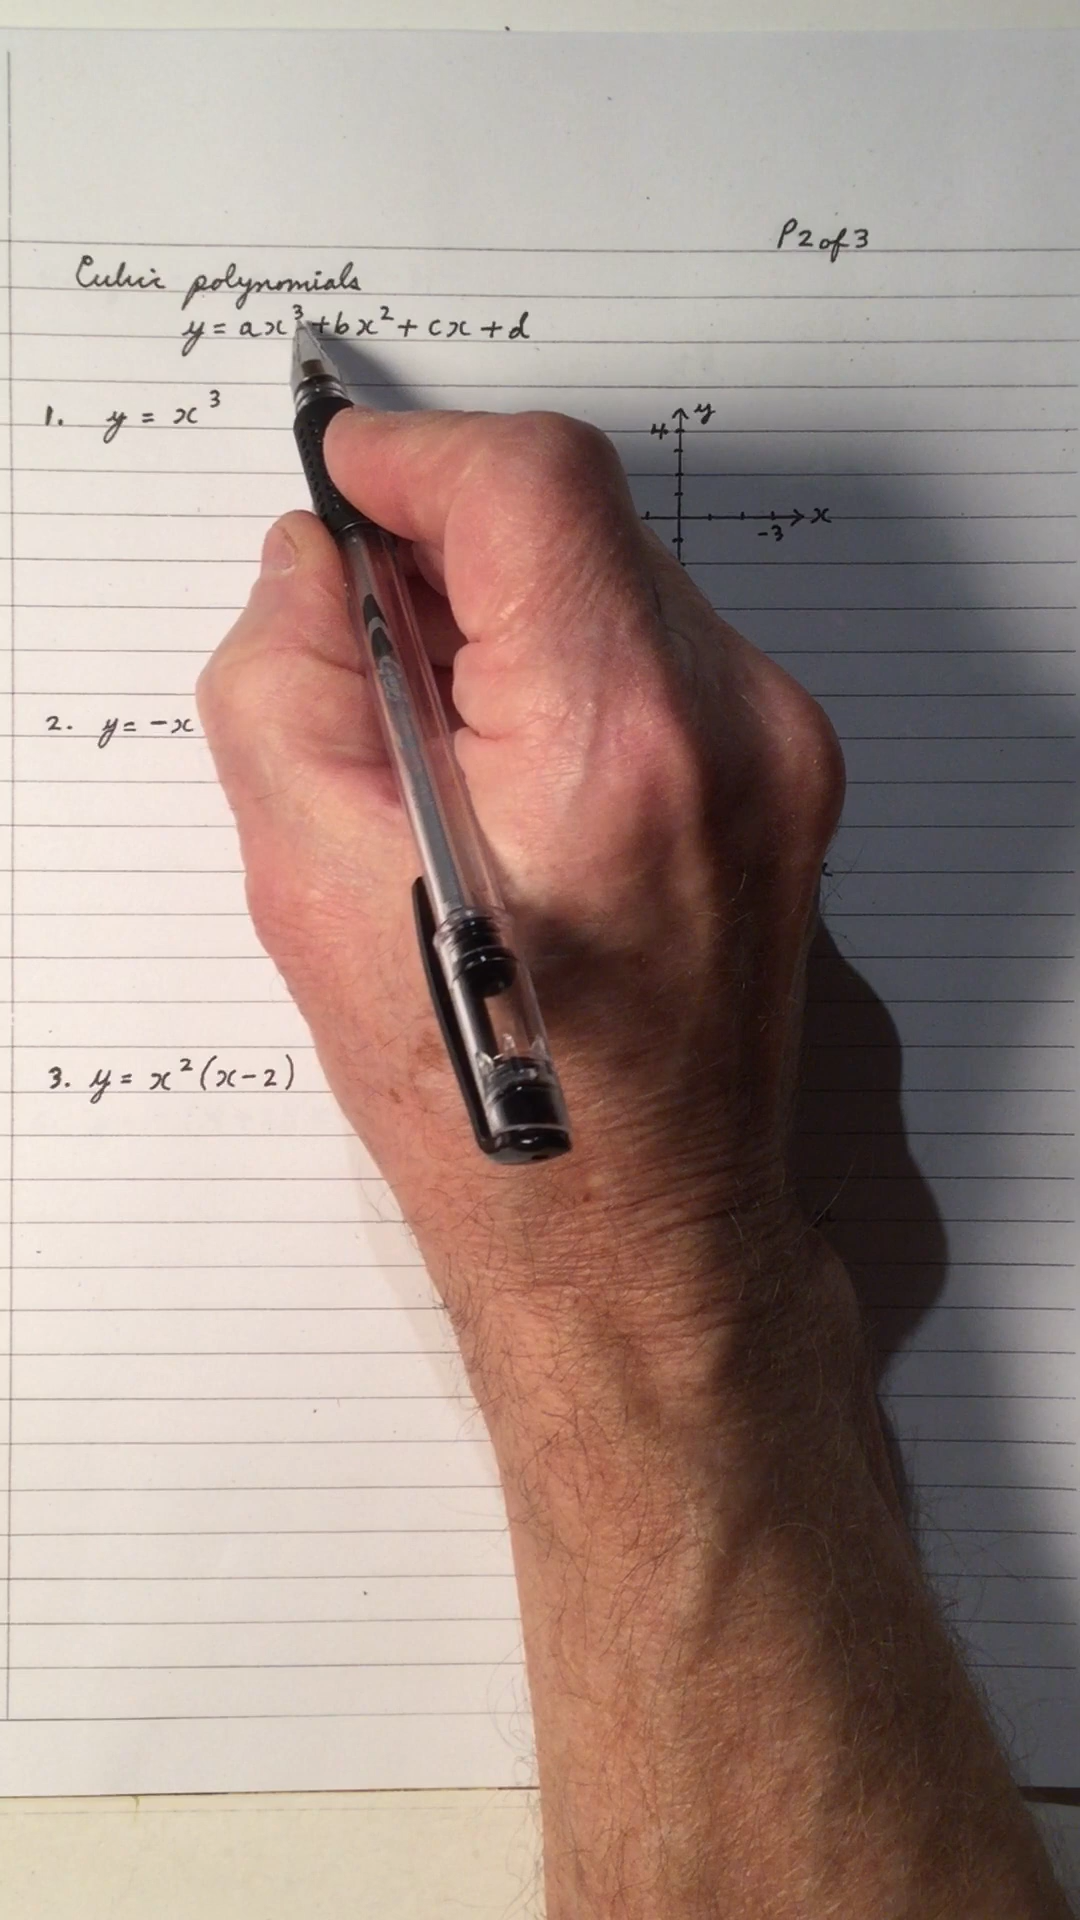 P2 of 3
Cubic polynomials
y = ax³ + bx² + cx + d
1. y = x³
y
4
x
-3
2. y = -x
3. y = x²(x-2)